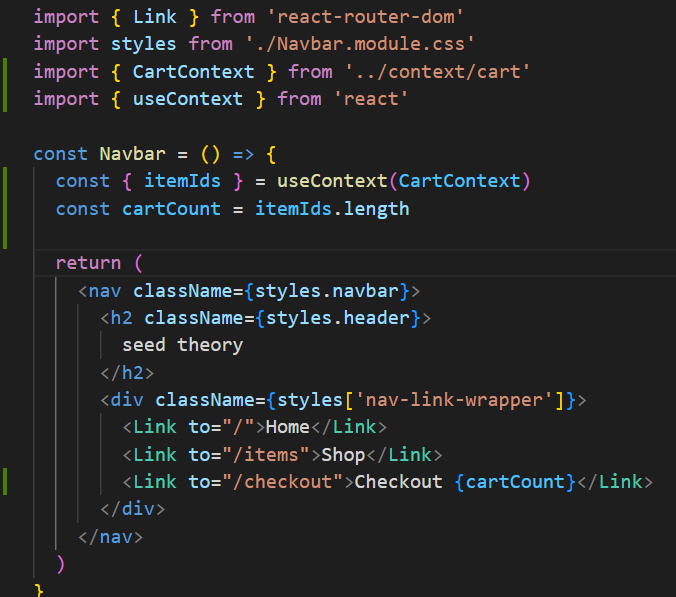 import { Link } from 'react-router-dom'
import styles from './Navbar.module.css'
import { CartContext } from '../context/cart'
import { useContext } from 'react'

const Navbar = () => {
  const { itemIds } = useContext(CartContext)
  const cartCount = itemIds.length

  return (
    <nav className={styles.navbar}>
      <h2 className={styles.header}>
        seed theory
      </h2>
      <div className={styles['nav-link-wrapper']}>
        <Link to="/">Home</Link>
        <Link to="/items">Shop</Link>
        <Link to="/checkout">Checkout {cartCount}</Link>
      </div>
    </nav>
  )
}